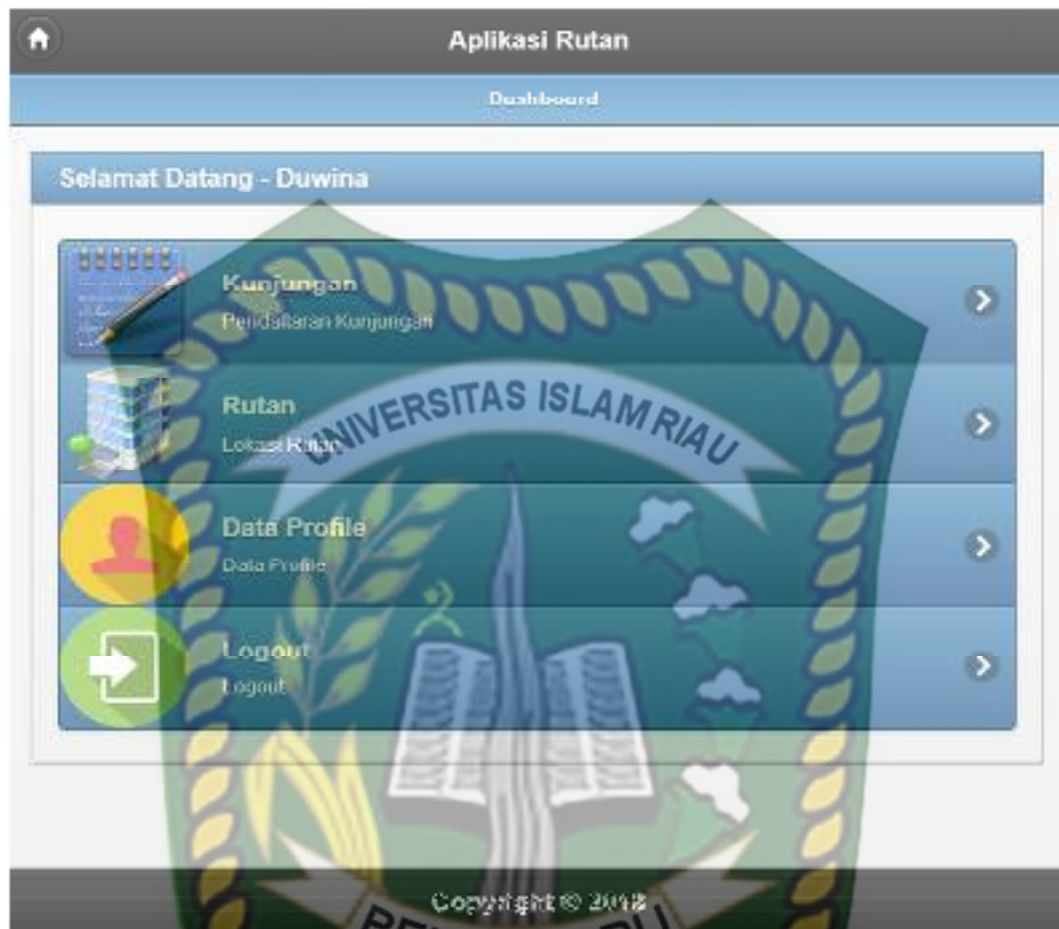 Aplikasi Rutan
Dashboard
Selamat Datang - Duwina
Kunjungan
Pendaftaran Kunjungan
Rutan
Lokasi Rutan
UNIVERSITAS ISLAM RIAU
Data Profile
Data Profile
Logout
Logout
Copyright © 2018